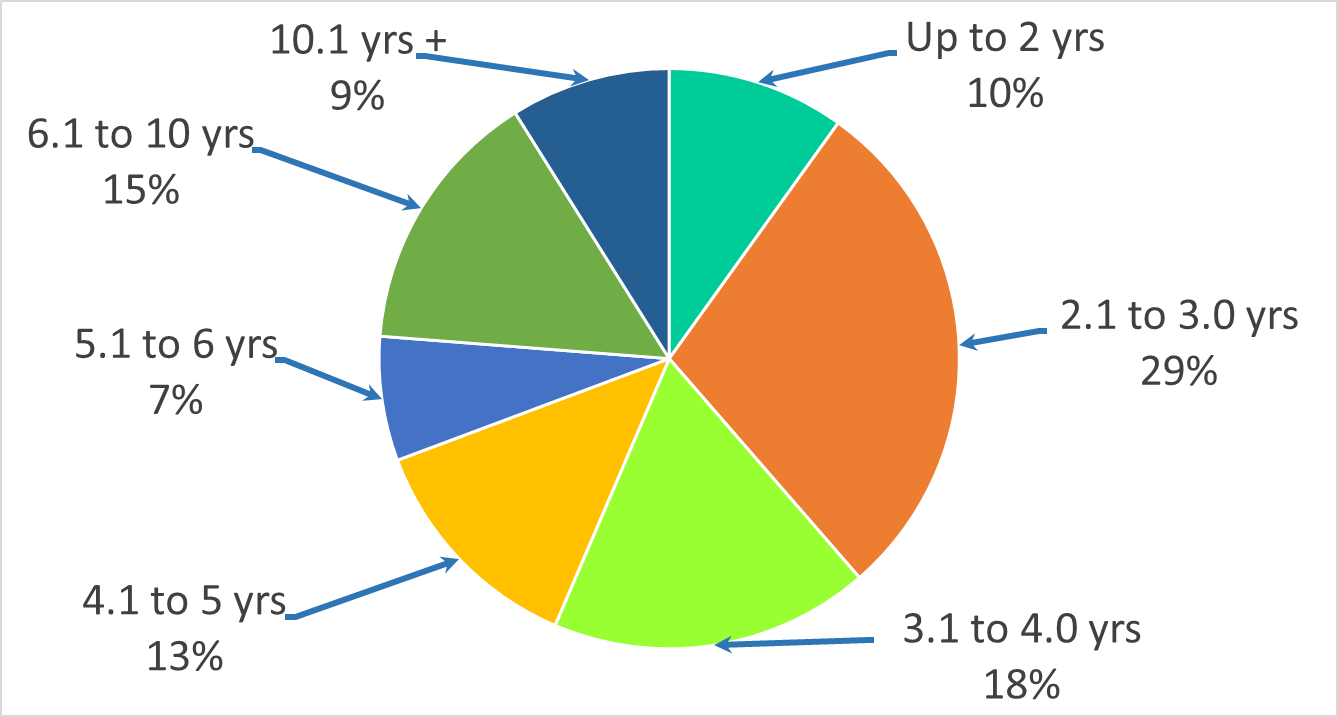 Up to 2 yrs
10%
2.1 to 3.0 yrs
29%
3.1 to 4.0 yrs
18%
4.1 to 5 yrs
13%
5.1 to 6 yrs
7%
6.1 to 10 yrs
15%
10.1 yrs +
9%